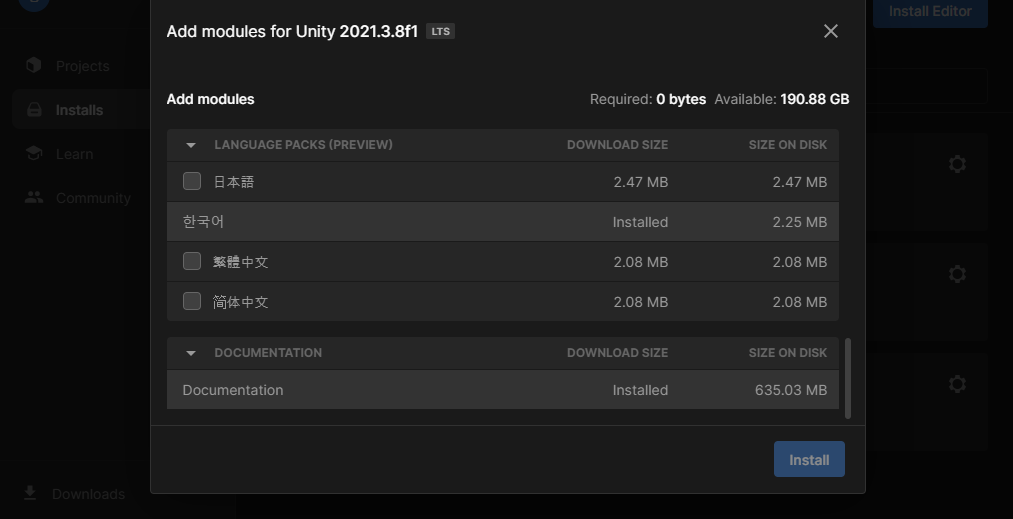 Install Editor
Add modules for Unity 2021.3.8f1 LTS
Projects
Add modules Required: 0 bytes Available: 190.88 GB
Installs
LANGUAGE PACKS (PREVIEW) DOWNLOAD SIZE SIZE ON DISK
Learn
日本語 2.47 MB 2.47 MB
Community
한국어 Installed 2.25 MB
繁體中文 2.08 MB 2.08 MB
简体中文 2.08 MB 2.08 MB
DOCUMENTATION DOWNLOAD SIZE SIZE ON DISK
Documentation Installed 635.03 MB
Install
Downloads